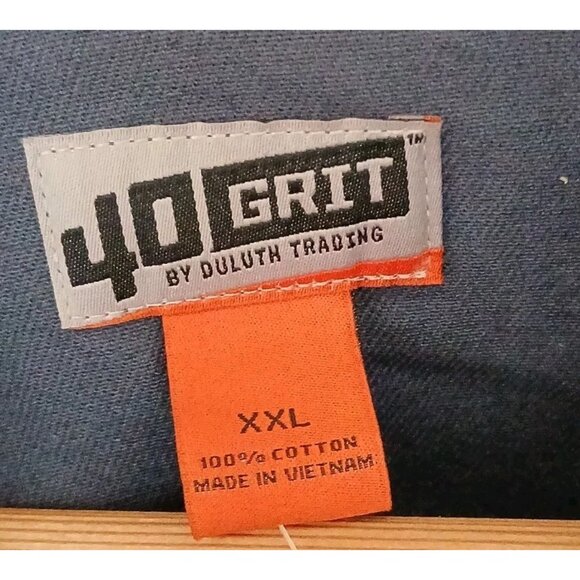 40 GRIT™
BY DULUTH TRADING
XXL
100% COTTON
MADE IN VIETNAM